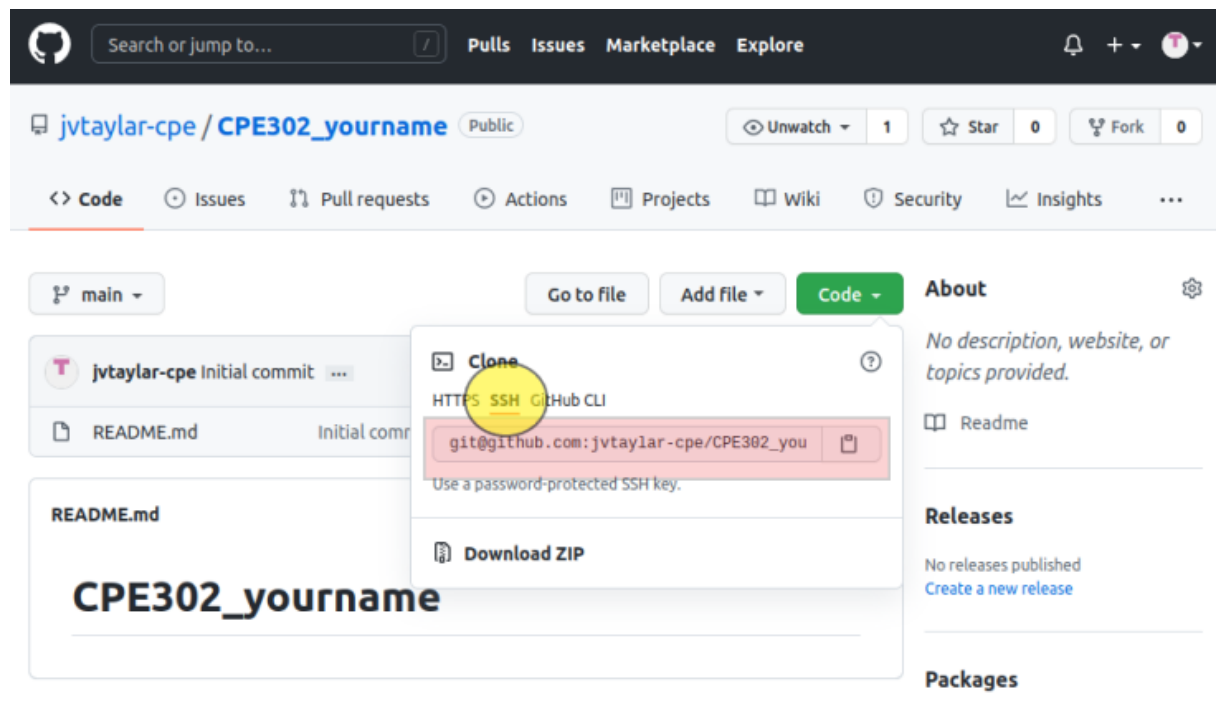 Search or jump to... / Pulls Issues Marketplace Explore
jvtaylar-cpe / CPE302_yourname Public Unwatch 1 Star 0 Fork 0
<> Code Issues Pull requests Actions Projects Wiki Security Insights ...
main Go to file Add file Code
Clone
HTTPS SSH GitHub CLI
git@github.com:jvtaylar-cpe/CPE302_you
Use a password-protected SSH key.
Download ZIP
T jvtaylar-cpe Initial commit ...
README.md Initial comm
README.md
CPE302_yourname
About
No description, website, or
topics provided.
Readme
Releases
No releases published
Create a new release
Packages